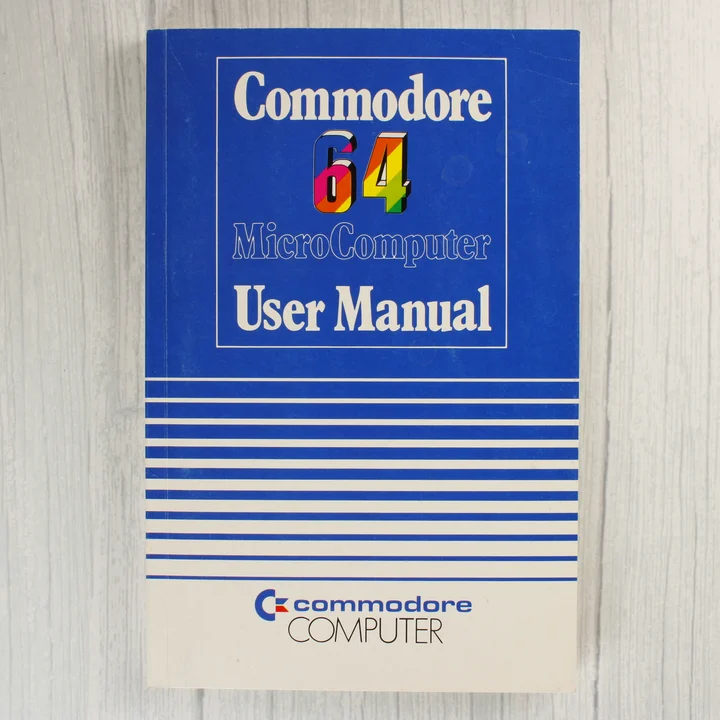 Commodore
64
MicroComputer
User Manual
commodore
COMPUTER